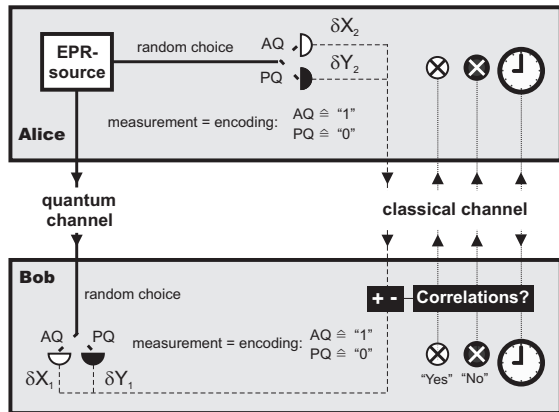 EPR-
source
random choice
AQ
PQ
δX₂
δY₂
measurement = encoding:
AQ ≙ “1”
PQ ≙ “0”
Alice
quantum
channel
classical channel
Bob
random choice
+ -
Correlations?
AQ
PQ
measurement = encoding:
AQ ≙ “1”
PQ ≙ “0”
δX₁
δY₁
“Yes”
“No”